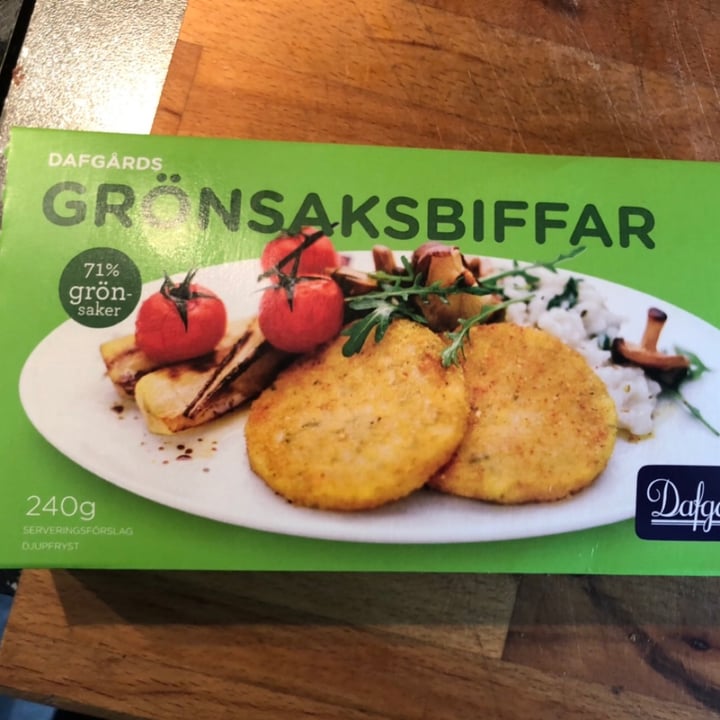 DAFGÅRDS
GRÖNSAKSBIFFAR
71%
grön-
saker
240g
SERVERINGSFÖRSLAG
DJUPFRYST